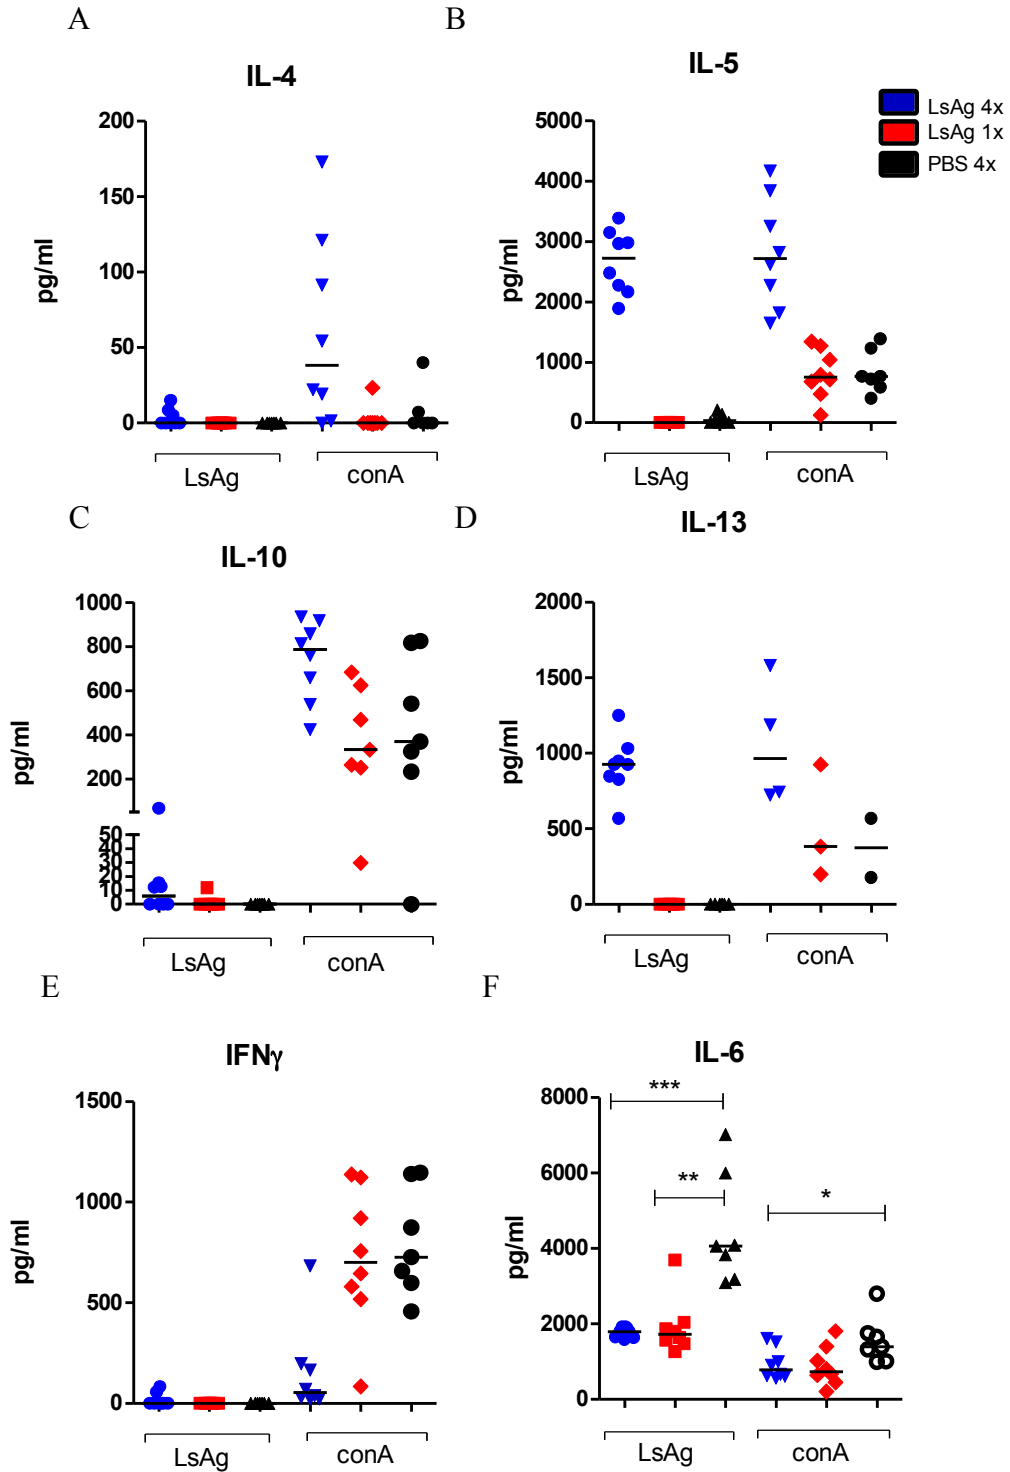 A
B
IL-4
IL-5
LsAg 4x
LsAg 1x
PBS 4x
pg/ml
200
150
100
50
0
LsAg
conA
pg/ml
5000
4000
3000
2000
1000
0
LsAg
conA
C
D
IL-10
IL-13
pg/ml
1000
800
600
400
200
50
40
30
20
10
0
LsAg
conA
pg/ml
2000
1500
1000
500
0
LsAg
conA
E
F
IFNγ
IL-6
pg/ml
1500
1000
500
0
LsAg
conA
pg/ml
8000
6000
4000
2000
0
***
**
*
LsAg
conA